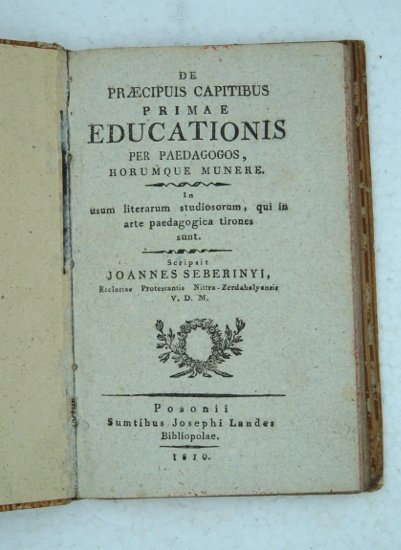 DE
PRÆCIPUIS CAPITIBUS
PRIMAE
EDUCATIONIS
PER PAEDAGOGOS,
HORUMQUE MUNERE.
In
usum literarum studiosorum, qui in
arte paedagogica tirones
sunt.
Scripsit
JOANNES SEBERINYI,
Ecclesiae Protestantis Nittra-Zerdahelyensis
V. D. M.
Posonii
Sumtibus Josephi Landes
Bibliopolae.
1810.